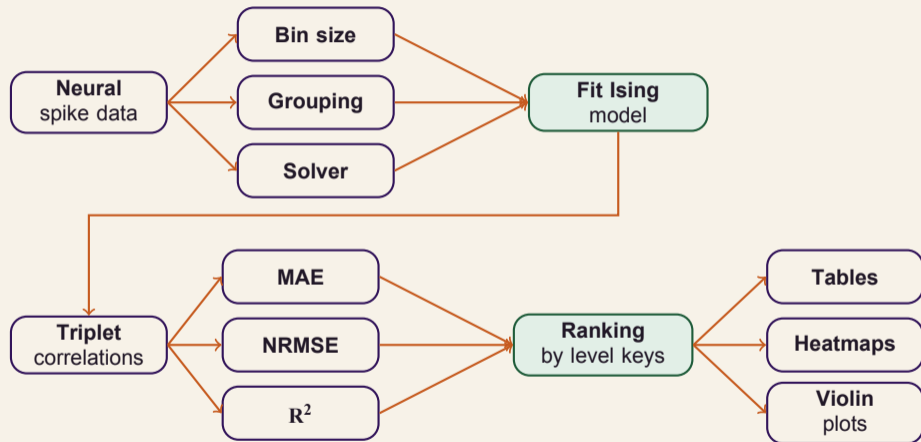 Neural
spike data
Bin size
Grouping
Solver
Fit Ising
model
Triplet
correlations
MAE
NRMSE
R²
Ranking
by level keys
Tables
Heatmaps
Violin
plots